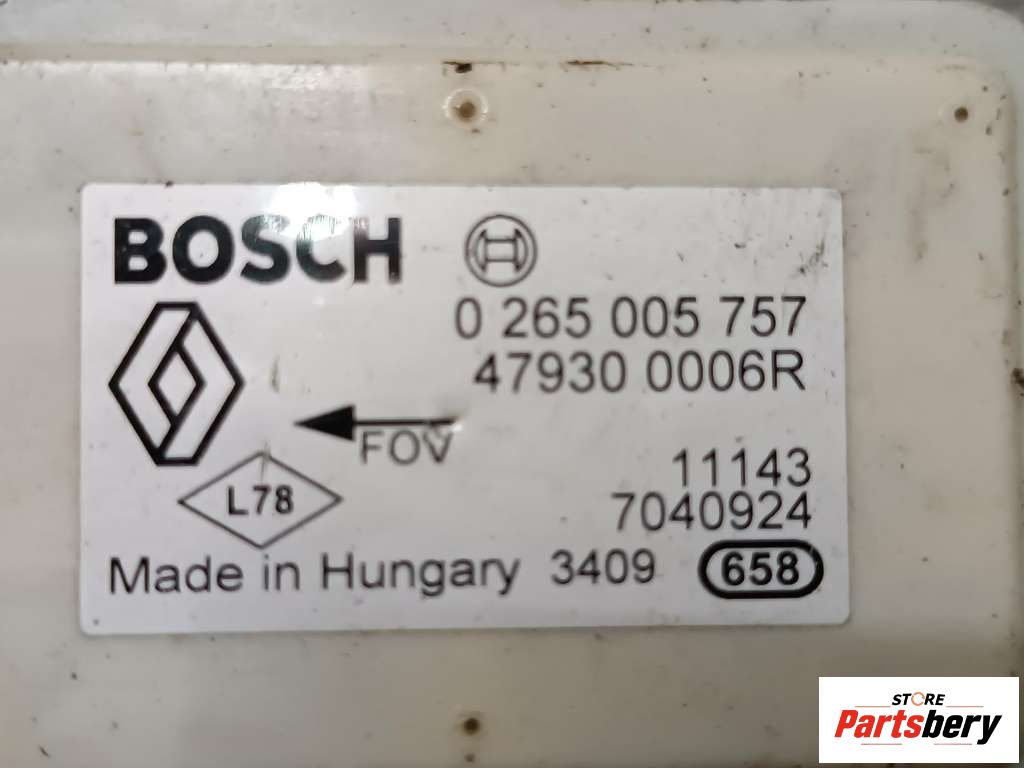 BOSCH
0 265 005 757
47930 0006R
FOV
11143
L78
7040924
Made in Hungary 3409 658
STORE
Partsbery